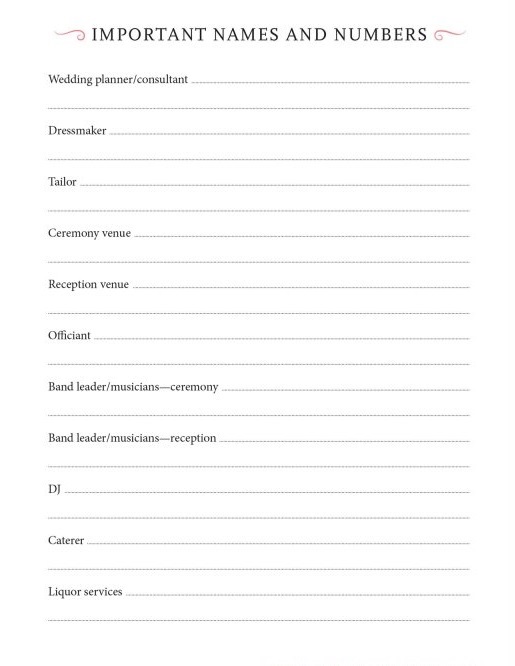 IMPORTANT NAMES AND NUMBERS
Wedding planner/consultant
Dressmaker
Tailor
Ceremony venue
Reception venue
Officiant
Band leader/musicians—ceremony
Band leader/musicians—reception
DJ
Caterer
Liquor services